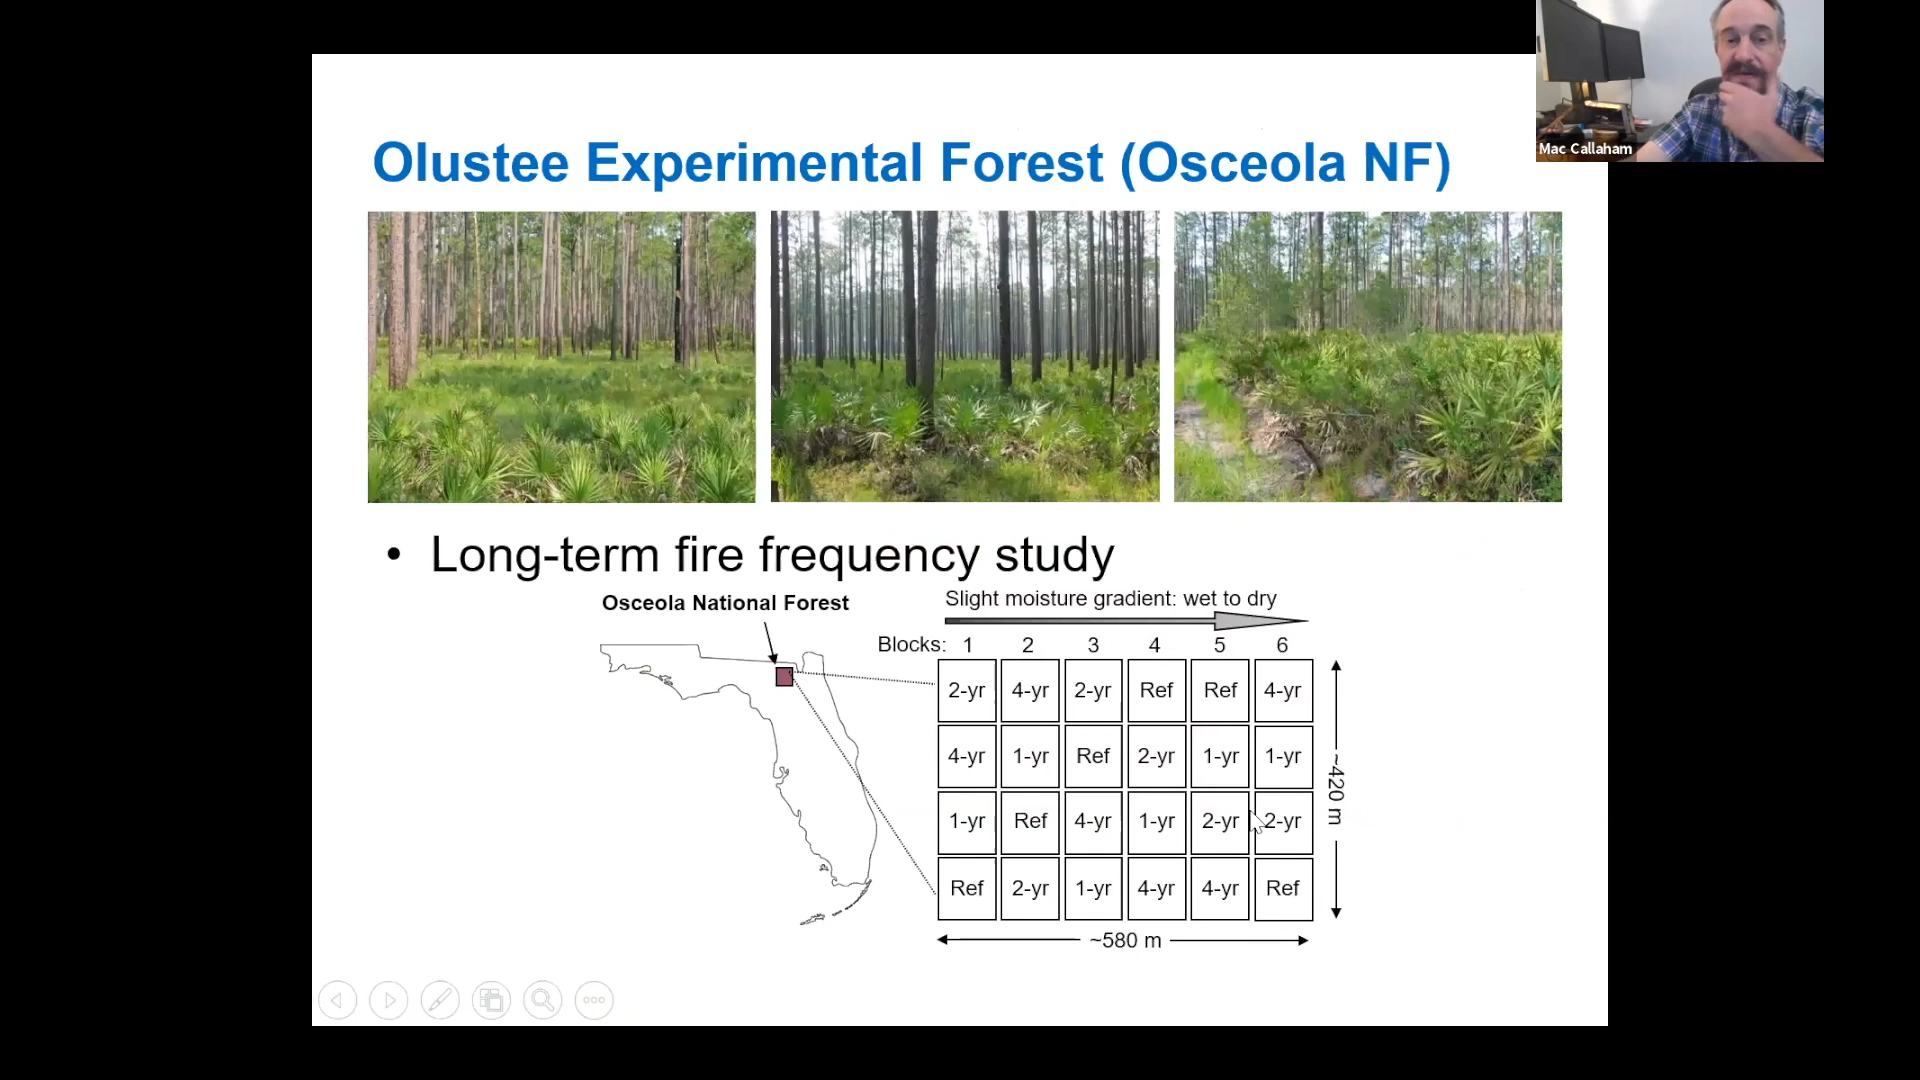 Mac Callaham
Olustee Experimental Forest (Osceola NF)
• Long-term fire frequency study
Osceola National Forest
Slight moisture gradient: wet to dry
Blocks: 1 2 3 4 5 6
2-yr 4-yr 2-yr Ref Ref 4-yr
4-yr 1-yr Ref 2-yr 1-yr 1-yr
1-yr Ref 4-yr 1-yr 2-yr 2-yr
Ref 2-yr 1-yr 4-yr 4-yr Ref
~420 m
~580 m